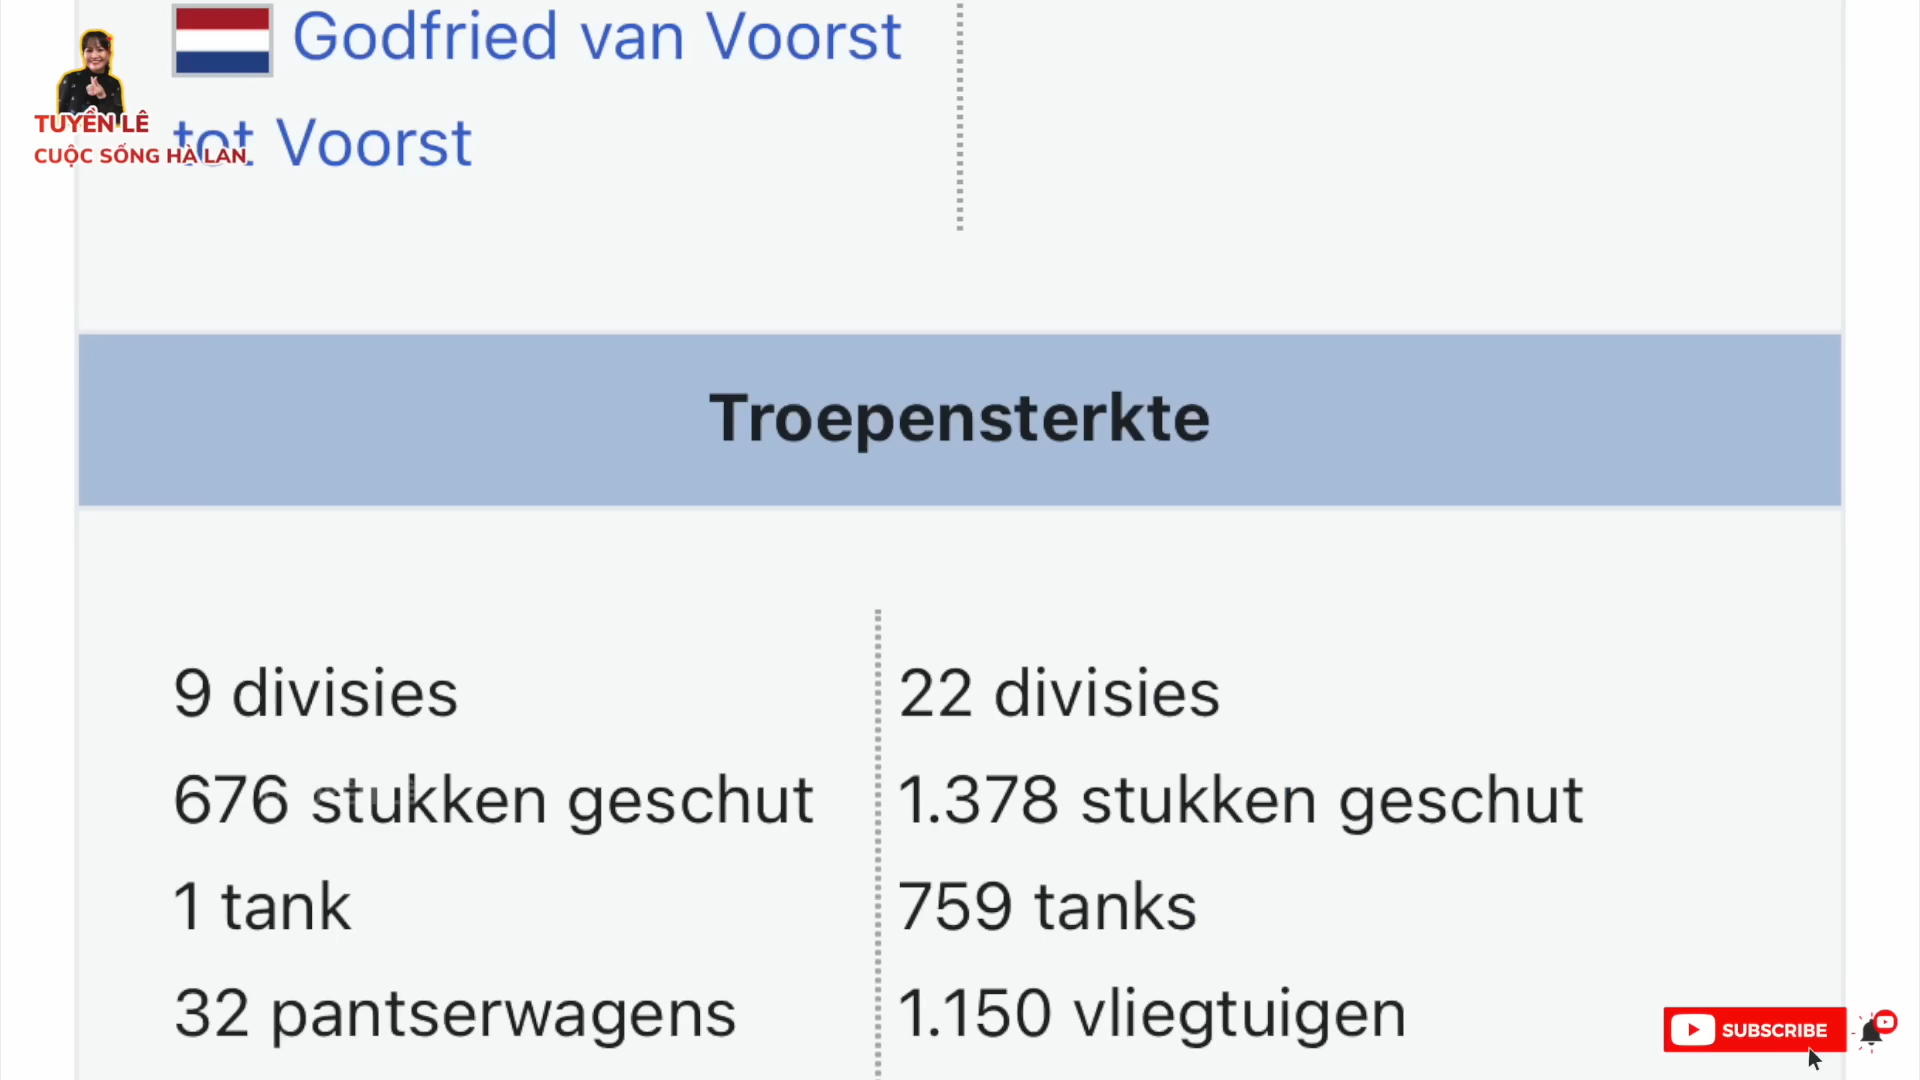 Godfried van Voorst
tot Voorst
TUYỀN LÊ
CUỘC SỐNG HÀ LAN
Troepensterkte
9 divisies
676 stukken geschut
1 tank
32 pantserwagens
22 divisies
1.378 stukken geschut
759 tanks
1.150 vliegtuigen
SUBSCRIBE